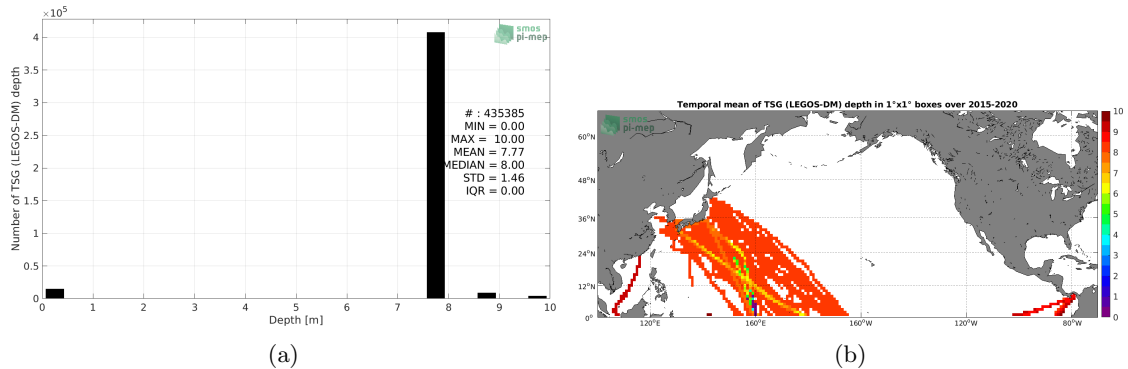 ×10⁵
smos
pi-mep
4
3.5
3
2.5
2
1.5
1
0.5
0
Number of TSG (LEGOS-DM) depth
# : 435385
MIN = 0.00
MAX = 10.00
MEAN = 7.77
MEDIAN = 8.00
STD = 1.46
IQR = 0.00
0 1 2 3 4 5 6 7 8 9 10
Depth [m]
(a)
Temporal mean of TSG (LEGOS-DM) depth in 1°x1° boxes over 2015-2020
smos
pi-mep
60°N
48°N
36°N
24°N
12°N
0°
120°E 160°E 160°W 120°W 80°W
10
9
8
7
6
5
4
3
2
1
0
(b)